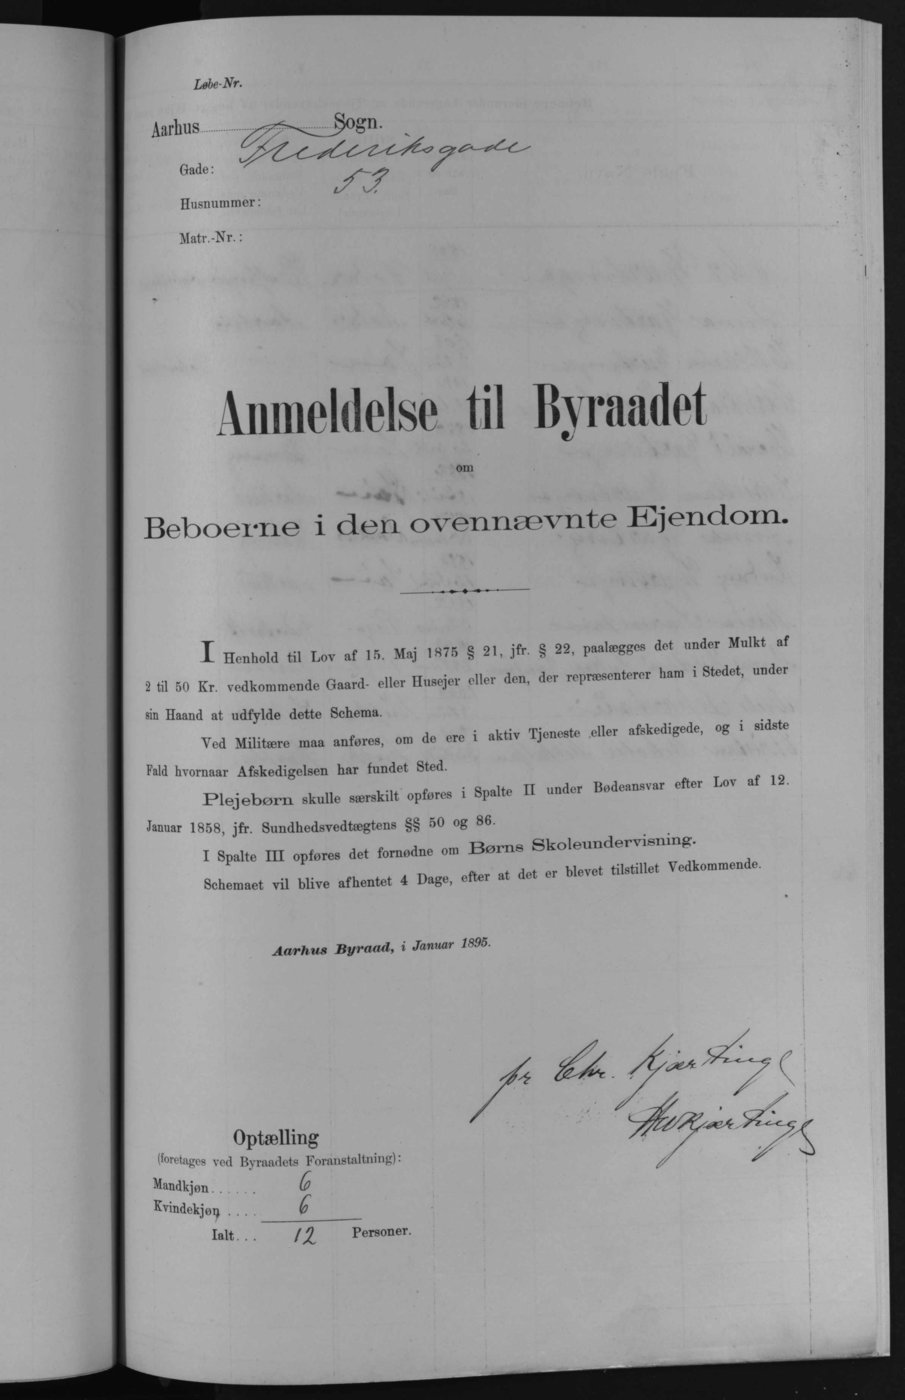 Løbe-Nr.
Aarhus Sogn.
Gade: Frederiksgade
Husnummer: 53.
Matr.-Nr.:
Anmeldelse til Byraadet
om
Beboerne i den ovennævnte Ejendom.
I Henhold til Lov af 15. Maj 1875 § 21, jfr. § 22, paalægges det under Mulkt af
2 til 50 Kr. vedkommende Gaard- eller Husejer eller den, der repræsenterer ham i Stedet, under
sin Haand at udfylde dette Schema.
Ved Militære maa anføres, om de ere i aktiv Tjeneste eller afskedigede, og i sidste
Fald hvornaar Afskedigelsen har fundet Sted.
Plejebørn skulle særskilt opføres i Spalte II under Bødeansvar efter Lov af 12.
Januar 1858, jfr. Sundhedsvedtægtens §§ 50 og 86.
I Spalte III opføres det fornødne om Børns Skoleundervisning.
Schemaet vil blive afhentet 4 Dage, efter at det er blevet tilstillet Vedkommende.
Aarhus Byraad, i Januar 1895.
pr Chr. Kjærting
Kjærting
Optælling
(foretages ved Byraadets Foranstaltning):
Mandkjøn...... 6
Kvindekjøn.... 6
Ialt... 12 Personer.